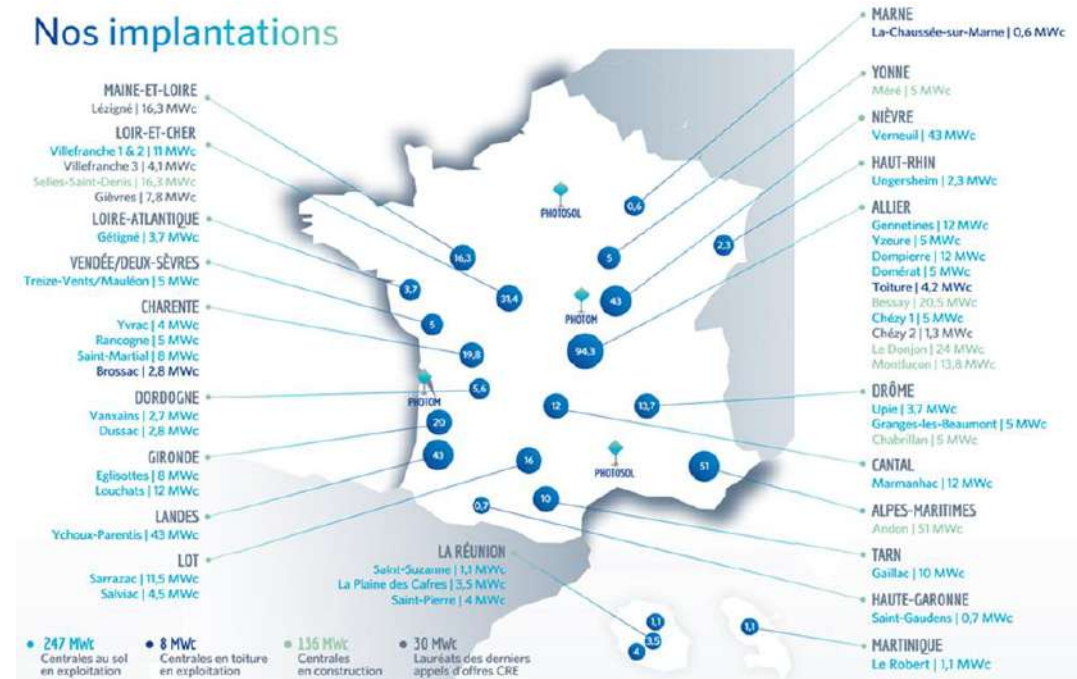 Nos implantations
MAINE-ET-LOIRE
Lézigné | 16,3 MWc
LOIR-ET-CHER
Villefranche 1 & 2 | 11 MWc
Villefranche 3 | 4,1 MWc
Selles-Saint-Denis | 16,3 MWc
Gièvres | 7,8 MWc
LOIRE-ATLANTIQUE
Gétigné | 3,7 MWc
VENDÉE/DEUX-SÈVRES
Treize-Vents/Mauléon | 5 MWc
CHARENTE
Yvrac | 4 MWc
Rancogne | 5 MWc
Saint-Martial | 8 MWc
Brossac | 2,8 MWc
DORDOGNE
Vanxains | 2,7 MWc
Dussac | 2,8 MWc
GIRONDE
Eglisottes | 8 MWc
Louchats | 12 MWc
LANDES
Ychoux-Parentis | 43 MWc
LOT
Sarrazac | 11,5 MWc
Salviac | 4,5 MWc
LA RÉUNION
Saint-Suzanne | 1,1 MWc
La Plaine des Cafres | 3,5 MWc
Saint-Pierre | 4 MWc
MARNE
La-Chaussée-sur-Marne | 0,6 MWc
YONNE
Méré | 5 MWc
NIÈVRE
Verneuil | 43 MWc
HAUT-RHIN
Ungersheim | 2,3 MWc
ALLIER
Gennetines | 12 MWc
Yzeure | 5 MWc
Dompierre | 12 MWc
Domérat | 5 MWc
Toiture | 4,2 MWc
Bessay | 20,5 MWc
Chézy 1 | 5 MWc
Chézy 2 | 1,3 MWc
Le Donjon | 24 MWc
Montluçon | 13,8 MWc
DRÔME
Upie | 3,7 MWc
Granges-les-Beaumont | 5 MWc
Chabrillan | 5 MWc
CANTAL
Marmanhac | 12 MWc
ALPES-MARITIMES
Andon | 51 MWc
TARN
Gaillac | 10 MWc
HAUTE-GARONNE
Saint-Gaudens | 0,7 MWc
MARTINIQUE
Le Robert | 1,1 MWc
PHOTOSOL
0,6
16,3
5
2,3
3,7
31,4
PHOTOM
43
5
19,8
94,3
PHOTOM
5,6
12
13,7
20
43
16
PHOTOSOL
51
0,7
10
1,1
3,5
4
1,1
247 MWc
Centrales au sol
en exploitation
8 MWc
Centrales en toiture
en exploitation
136 MWc
Centrales
en construction
30 MWc
Lauréats des derniers
appels d'offres CRE